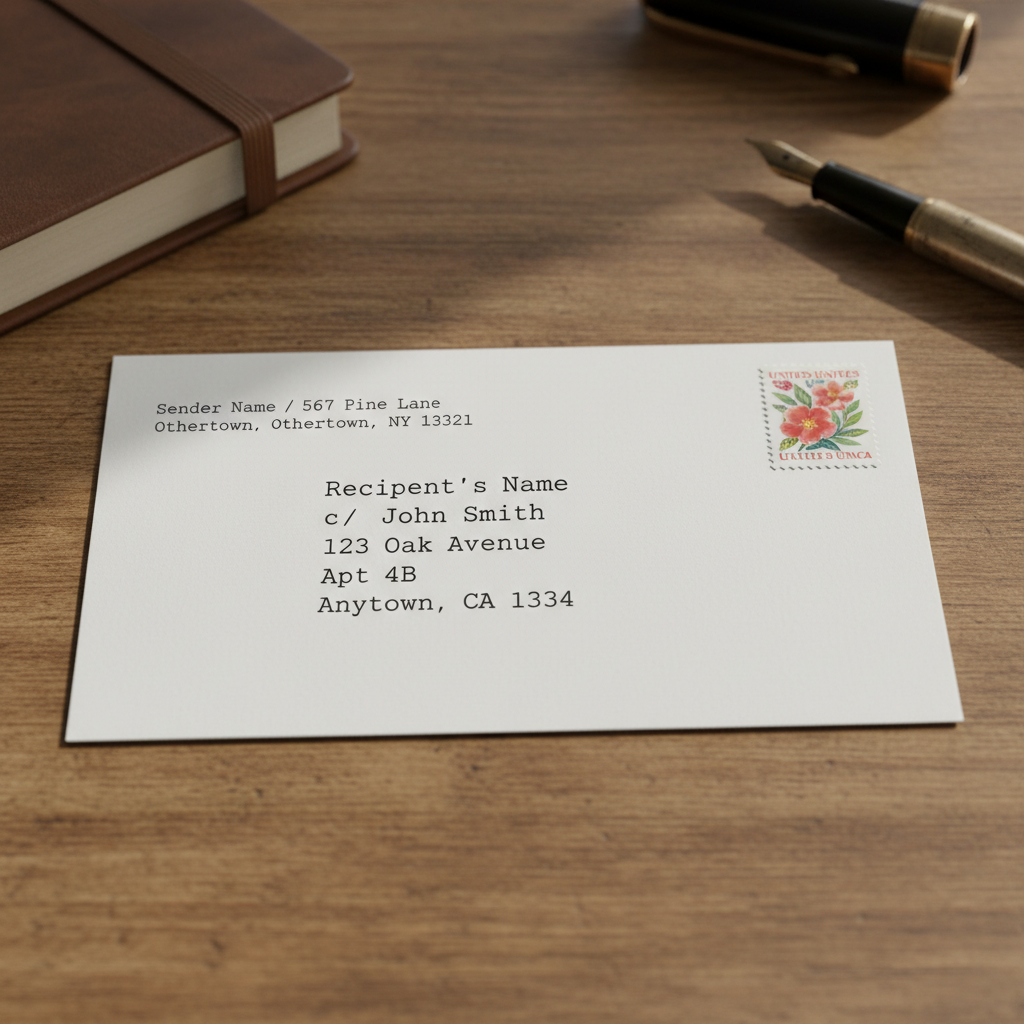 Sender Name / 567 Pine Lane
Othertown, Othertown, NY 13321
Recipent's Name
c/ John Smith
123 Oak Avenue
Apt 4B
Anytown, CA 1334